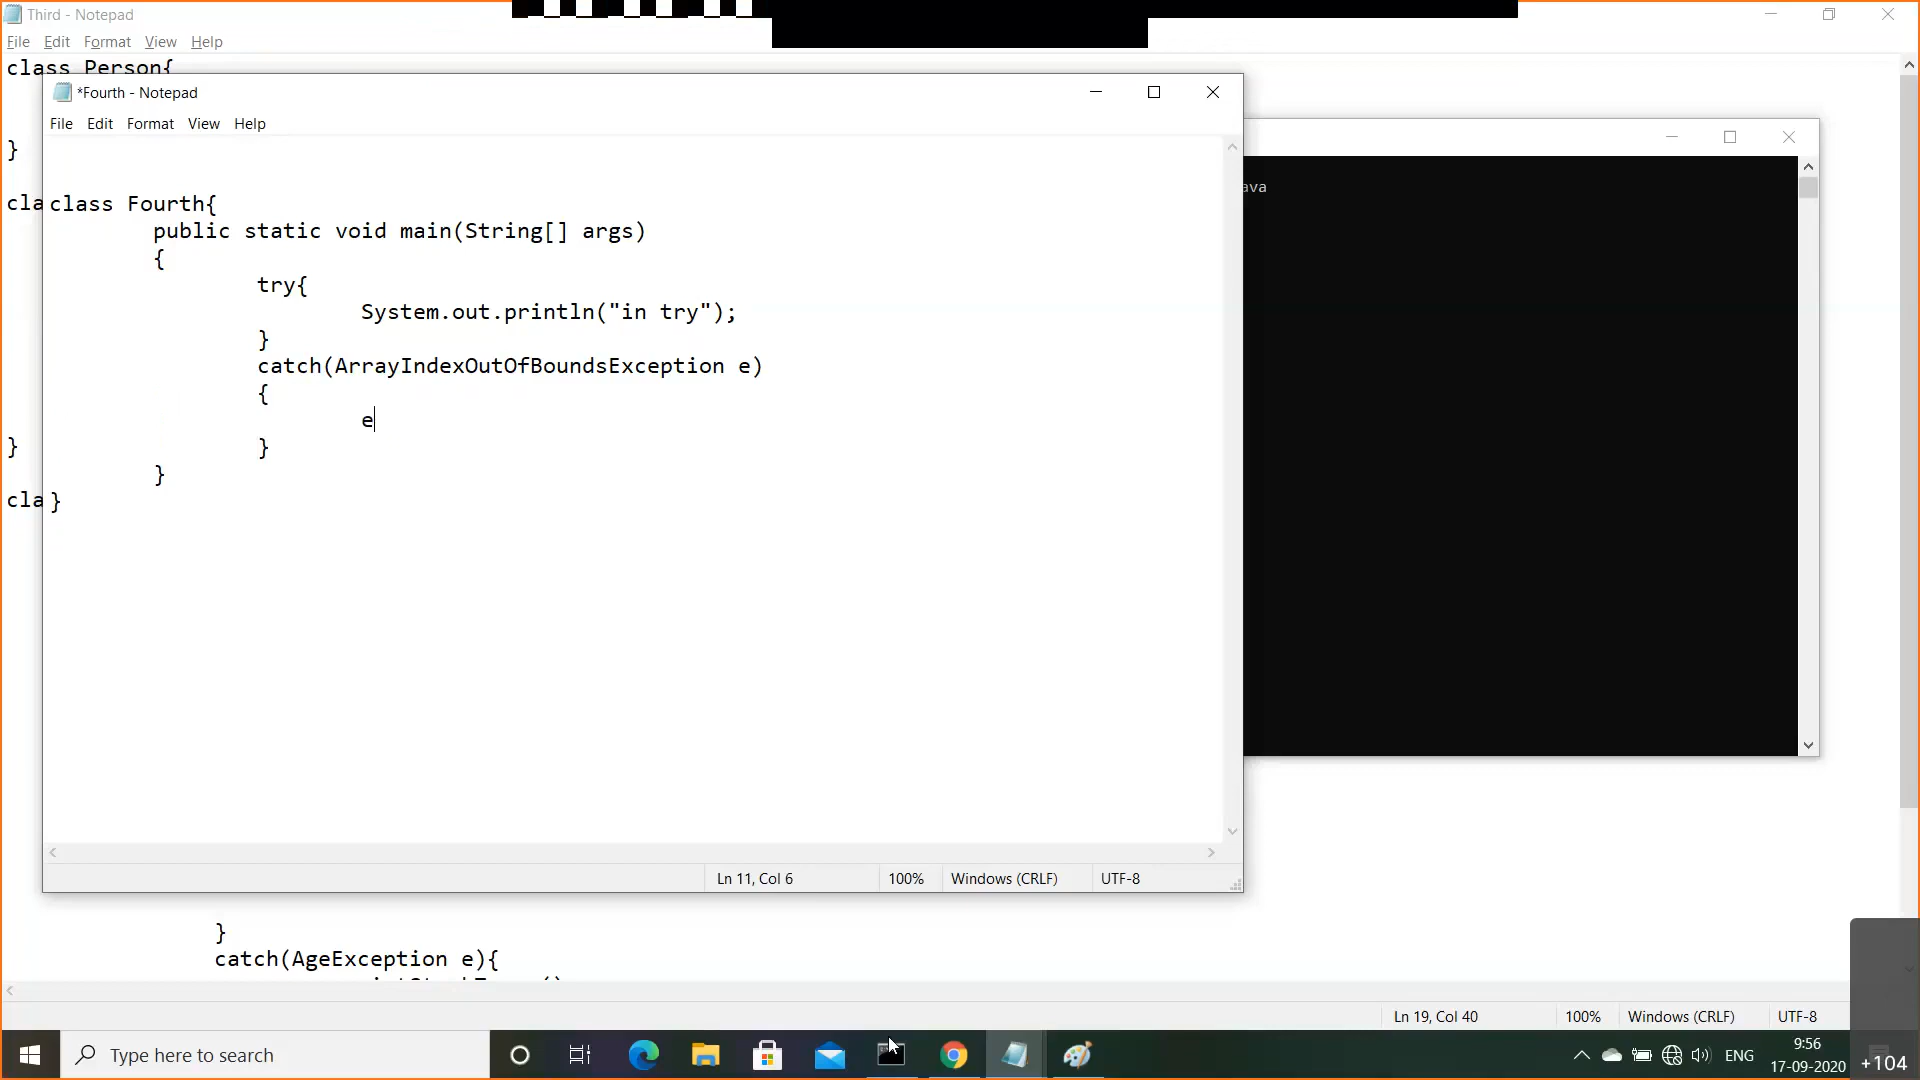 Third - Notepad
File Edit Format View Help
class Person{
}
cla
}
cla
*Fourth - Notepad
File Edit Format View Help
class Fourth{
public static void main(String[] args)
{
try{
System.out.println("in try");
}
catch(ArrayIndexOutOfBoundsException e)
{
e
}
}
}
Ln 11, Col 6 100% Windows (CRLF) UTF-8
ava
}
catch(AgeException e){
Ln 19, Col 40 100% Windows (CRLF) UTF-8
Type here to search
ENG
9:56
17-09-2020
+104